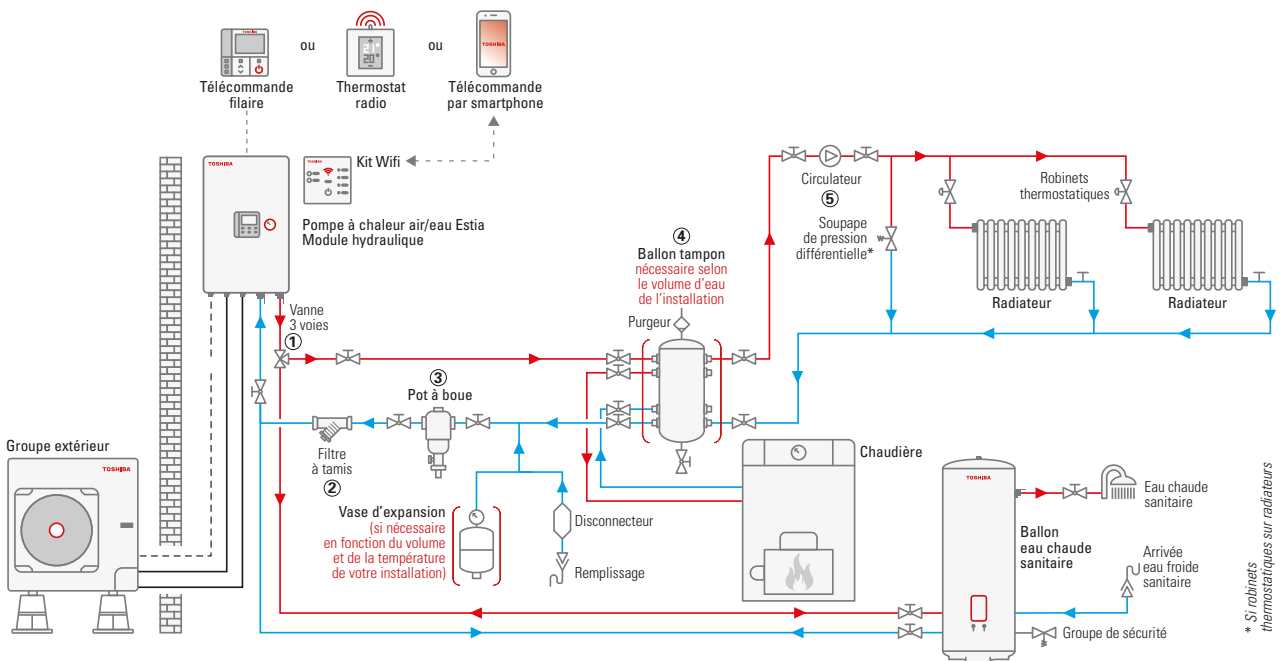 ou
ou
TOSHIBA
TOSHIBA
Télécommande
filaire
Thermostat
radio
Télécommande
par smartphone
TOSHIBA
TOSHIBA
Kit Wifi
Pompe à chaleur air/eau Estia
Module hydraulique
Circulateur
5
Robinets
thermostatiques
Soupape
de pression
différentielle*
4
Ballon tampon
nécessaire selon
le volume d'eau
de l'installation
Radiateur
Radiateur
Vanne
3 voies
1
Purgeur
3
Pot à boue
Groupe extérieur
TOSHIBA
Filtre
à tamis
2
Chaudière
Vase d'expansion
(si nécessaire
en fonction du volume
et de la température
de votre installation)
Disconnecteur
Remplissage
TOSHIBA
Eau chaude
sanitaire
Ballon
eau chaude
sanitaire
Arrivée
eau froide
sanitaire
Groupe de sécurité
* Si robinets
thermostatiques sur radiateurs